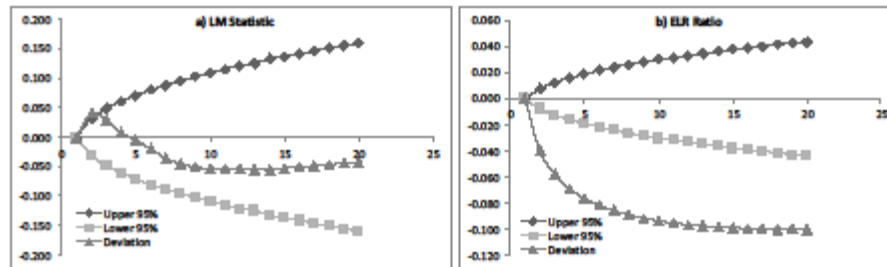 a) LM Statistic
0.200
0.150
0.100
0.050
0.000
-0.050
-0.100
-0.150
-0.200
0 5 10 15 20 25
Upper 95%
Lower 95%
Deviation
b) ELR Ratio
0.060
0.040
0.020
0.000
-0.020
-0.040
-0.060
-0.080
-0.100
-0.120
0 5 10 15 20 25
Upper 95%
Lower 95%
Deviation